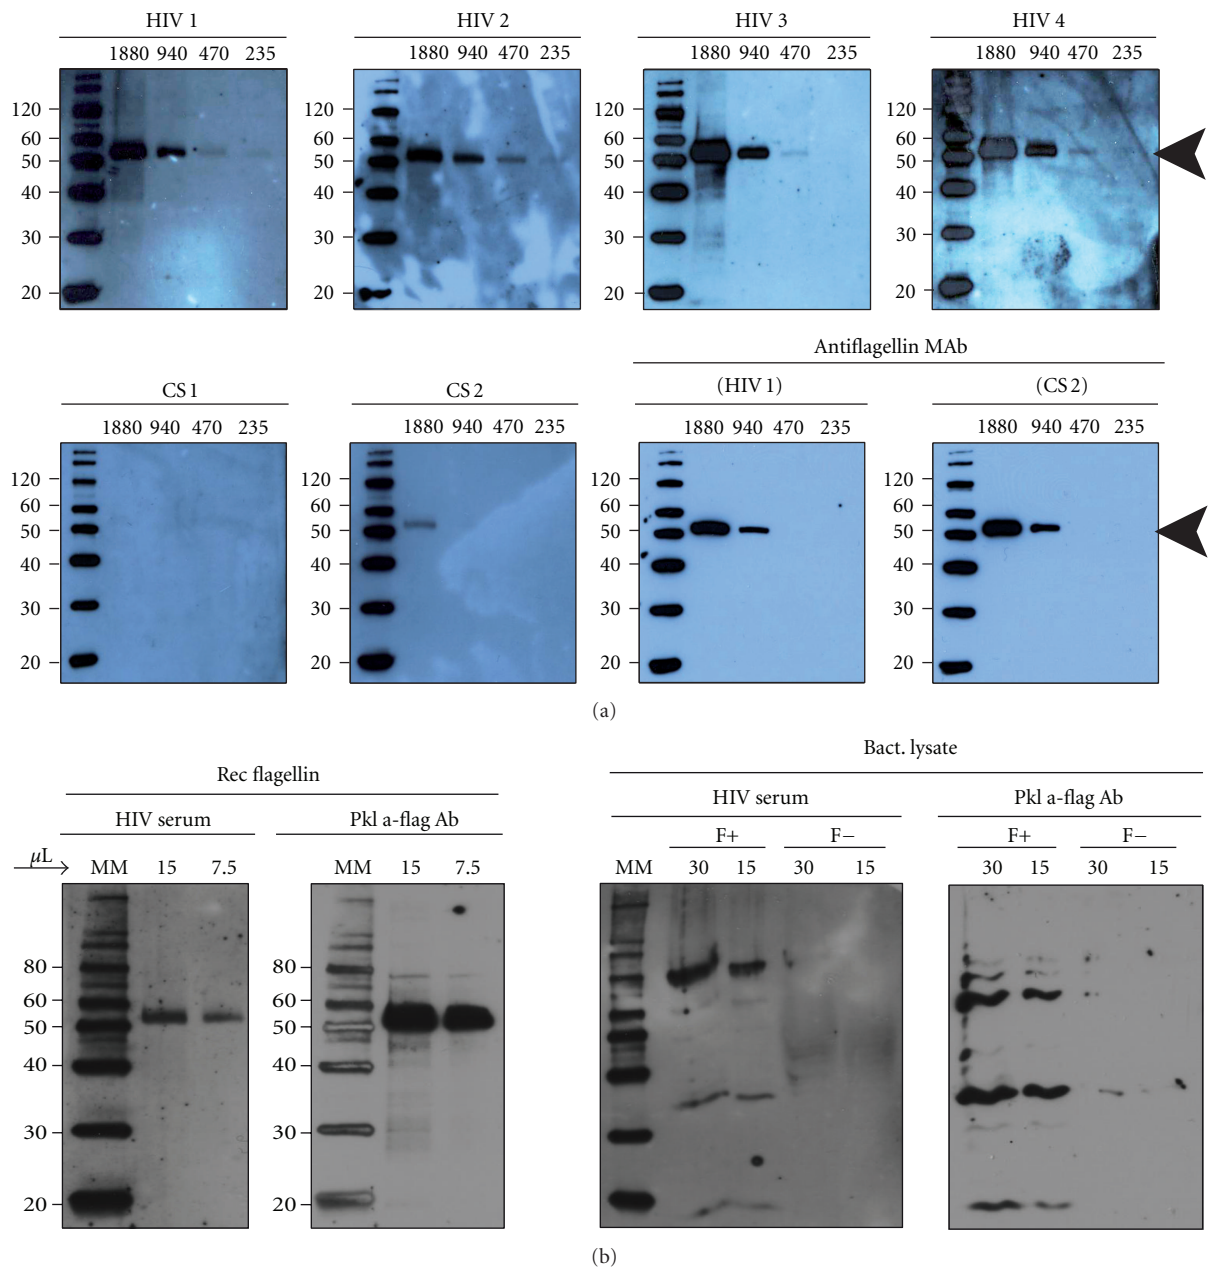 HIV 1 HIV 2 HIV 3 HIV 4
1880 940 470 235 1880 940 470 235 1880 940 470 235 1880 940 470 235
120 120 120 120
60 60 60 60
50 50 50 50
40 40 40 40
30 30 30 30
20 20 20 20
Antiflagellin MAb
CS 1 CS 2 (HIV 1) (CS 2)
1880 940 470 235 1880 940 470 235 1880 940 470 235 1880 940 470 235
120 120 120 120
60 60 60 60
50 50 50 50
40 40 40 40
30 30 30 30
20 20 20 20
(a)
Rec flagellin Bact. lysate
HIV serum Pkl a-flag Ab HIV serum Pkl a-flag Ab
F+ F− F+ F−
μL MM 15 7.5 MM 15 7.5 MM 30 15 30 15 30 15 30 15
80 80
60 60
50 50
40 40
30 30
20 20
(b)